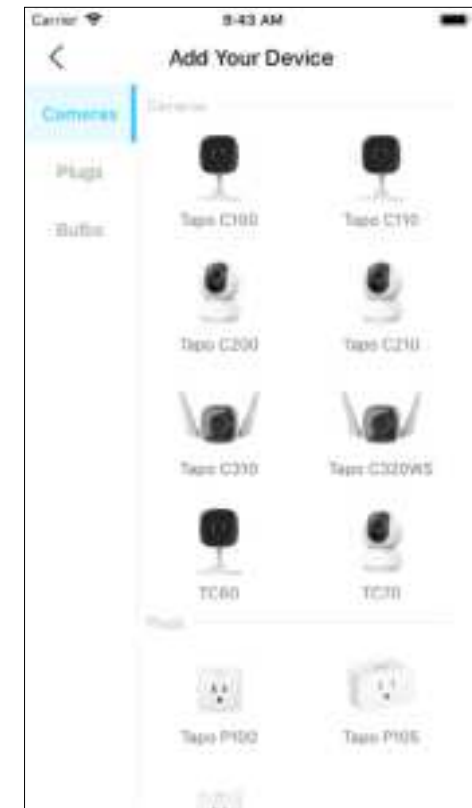 Carrier 9:43 AM
Add Your Device
Cameras
Cameras
Plugs
Bulbs
Tapo C100 Tapo C110
Tapo C200 Tapo C210
Tapo C310 Tapo C320WS
TC60 TC70
Plugs
Tapo P100 Tapo P105